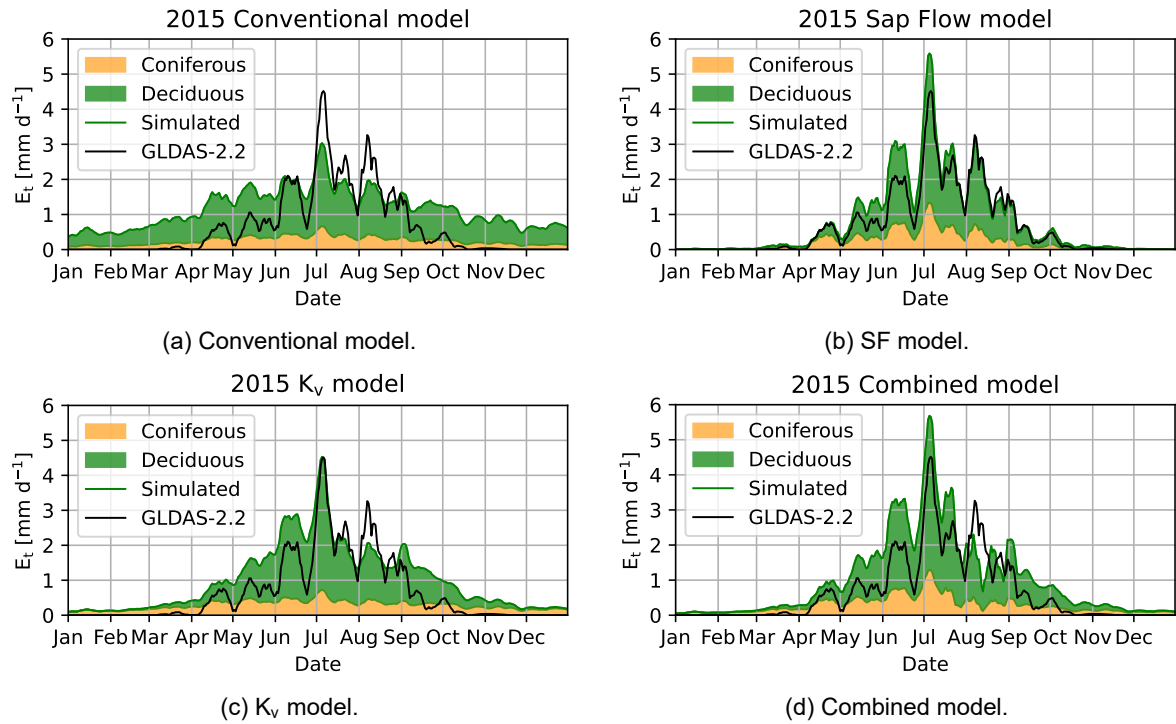 2015 Conventional model
6
5
4
3
2
1
0
E_t [mm d⁻¹]
Coniferous
Deciduous
Simulated
GLDAS-2.2
Jan Feb Mar Apr May Jun Jul Aug Sep Oct Nov Dec
Date
(a) Conventional model.
2015 Sap Flow model
6
5
4
3
2
1
0
E_t [mm d⁻¹]
Coniferous
Deciduous
Simulated
GLDAS-2.2
Jan Feb Mar Apr May Jun Jul Aug Sep Oct Nov Dec
Date
(b) SF model.
2015 K_v model
6
5
4
3
2
1
0
E_t [mm d⁻¹]
Coniferous
Deciduous
Simulated
GLDAS-2.2
Jan Feb Mar Apr May Jun Jul Aug Sep Oct Nov Dec
Date
(c) K_v model.
2015 Combined model
6
5
4
3
2
1
0
E_t [mm d⁻¹]
Coniferous
Deciduous
Simulated
GLDAS-2.2
Jan Feb Mar Apr May Jun Jul Aug Sep Oct Nov Dec
Date
(d) Combined model.